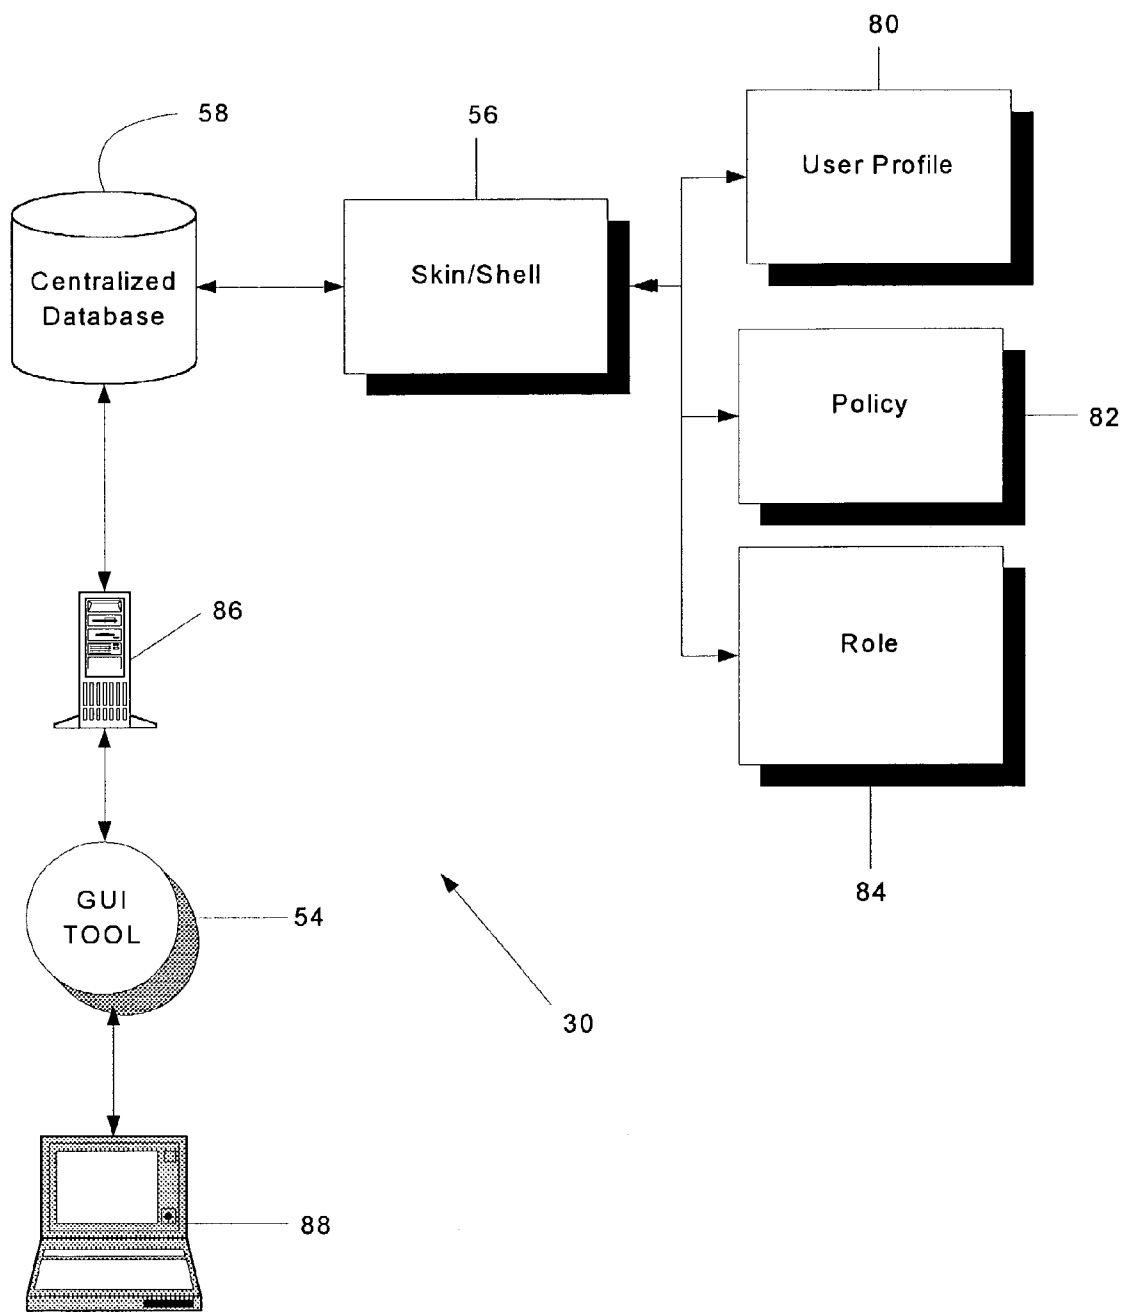 80
58
56
User Profile
Skin/Shell
Centralized
Database
Policy
82
86
Role
84
GUI
TOOL
54
30
88